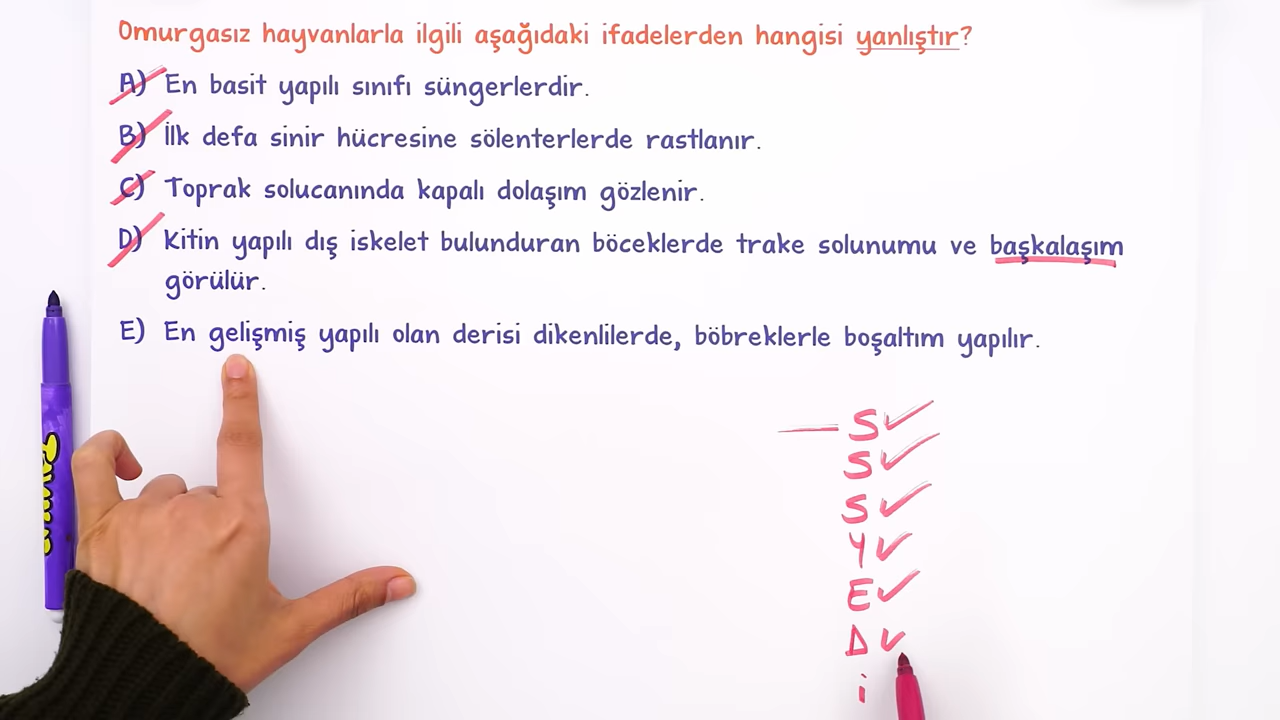 Omurgasız hayvanlarla ilgili aşağıdaki ifadelerden hangisi yanlıştır?
A) En basit yapılı sınıfı süngerlerdir.
B) İlk defa sinir hücresine sölenterlerde rastlanır.
C) Toprak solucanında kapalı dolaşım gözlenir.
D) Kitin yapılı dış iskelet bulunduran böceklerde trake solunumu ve başkalaşım
görülür.
E) En gelişmiş yapılı olan derisi dikenlilerde, böbreklerle boşaltım yapılır.
S ✓
S ✓
S ✓
Y ✓
E ✓
D ✓
i